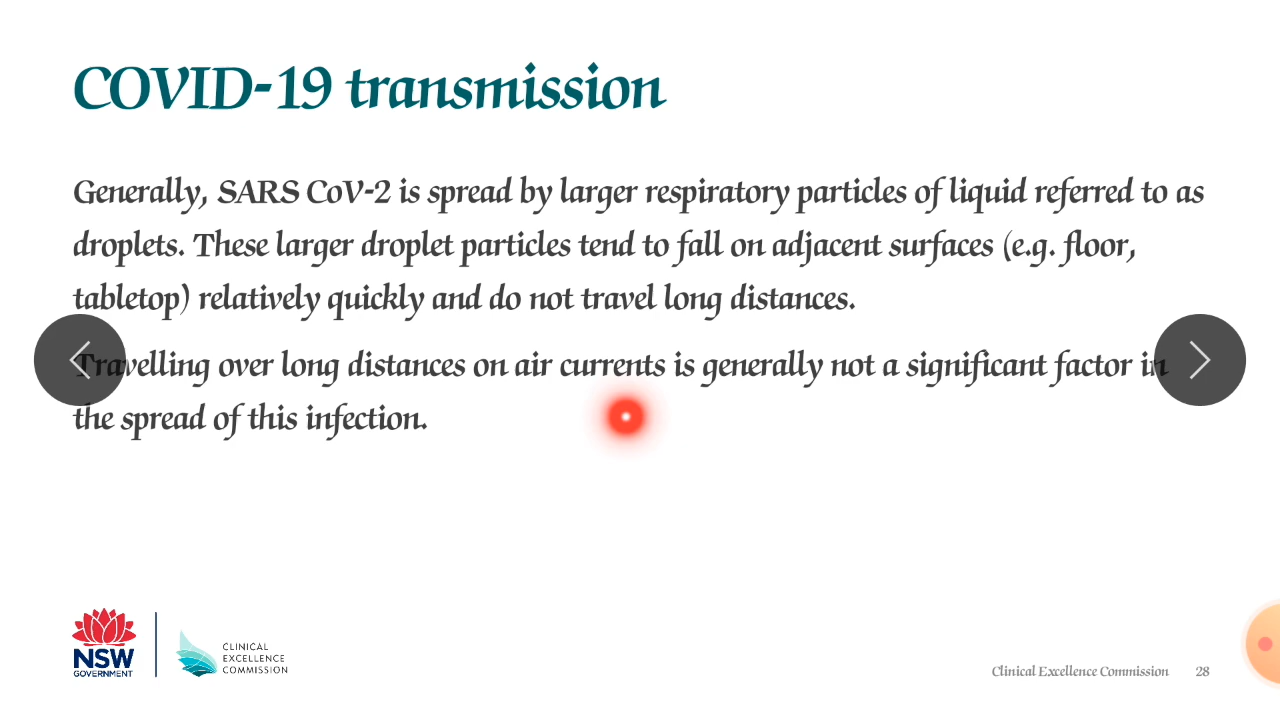 COVID-19 transmission
Generally, SARS CoV-2 is spread by larger respiratory particles of liquid referred to as
droplets. These larger droplet particles tend to fall on adjacent surfaces (e.g. floor,
tabletop) relatively quickly and do not travel long distances.
Travelling over long distances on air currents is generally not a significant factor in
the spread of this infection.
NSW
GOVERNMENT
CLINICAL
EXCELLENCE
COMMISSION
Clinical Excellence Commission 28